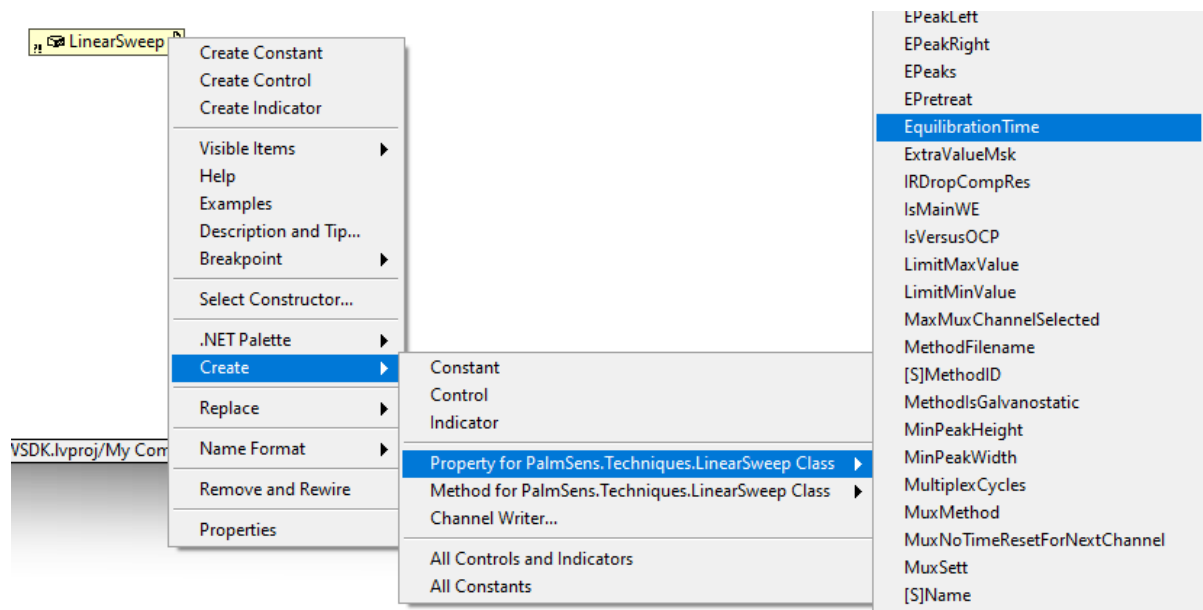 LinearSweep
Create Constant
Create Control
Create Indicator
Visible Items
Help
Examples
Description and Tip...
Breakpoint
Select Constructor...
.NET Palette
Create
Replace
Name Format
Remove and Rewire
Properties
VSDK.lvproj/My Com
Constant
Control
Indicator
Property for PalmSens.Techniques.LinearSweep Class
Method for PalmSens.Techniques.LinearSweep Class
Channel Writer...
All Controls and Indicators
All Constants
EPeakLeft
EPeakRight
EPeaks
EPretreat
EquilibrationTime
ExtraValueMsk
IRDropCompRes
IsMainWE
IsVersusOCP
LimitMaxValue
LimitMinValue
MaxMuxChannelSelected
MethodFilename
[S]MethodID
MethodIsGalvanostatic
MinPeakHeight
MinPeakWidth
MultiplexCycles
MuxMethod
MuxNoTimeResetForNextChannel
MuxSett
[S]Name